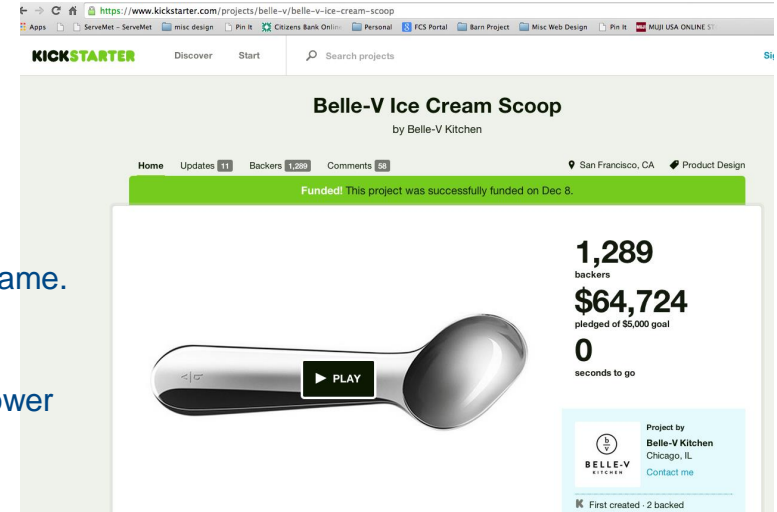 https://www.kickstarter.com/projects/belle-v/belle-v-ice-cream-scoop
Apps ServeMet – ServeMet misc design Pin It Citizens Bank Online Personal FCS Portal Barn Project Misc Web Design Pin It MUJI USA ONLINE
KICKSTARTER Discover Start Search projects
Belle-V Ice Cream Scoop
by Belle-V Kitchen
Home Updates 11 Backers 1,289 Comments 58 San Francisco, CA Product Design
Funded! This project was successfully funded on Dec 8.
ame.
ower
1,289
backers
$64,724
pledged of $5,000 goal
0
seconds to go
PLAY
b/v
BELLE-V
KITCHEN
Project by
Belle-V Kitchen
Chicago, IL
Contact me
First created · 2 backed